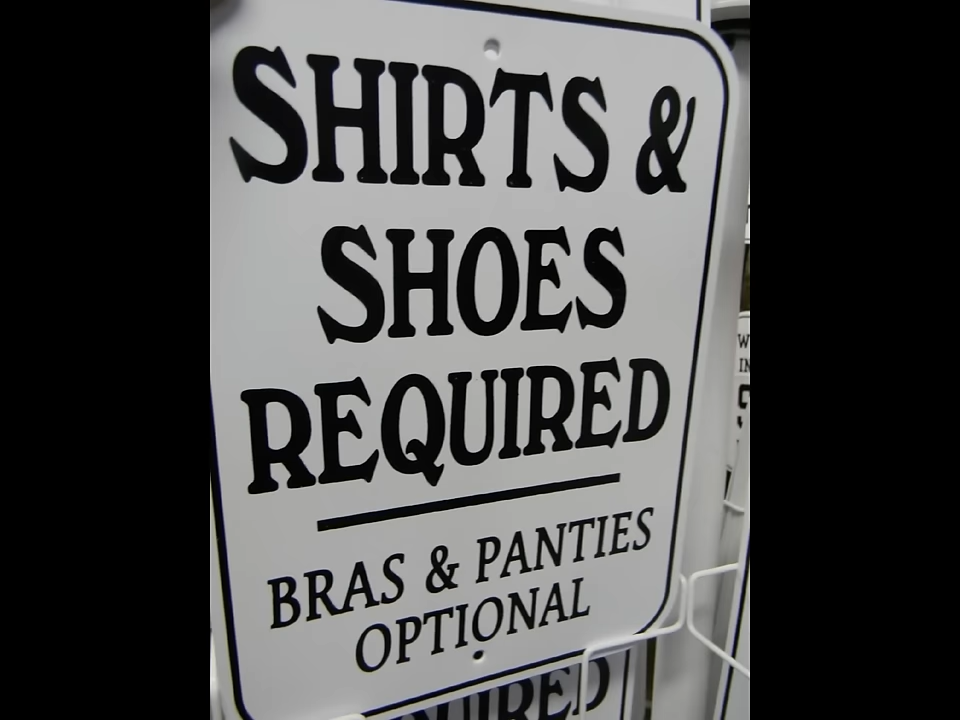 SHIRTS &
SHOES
REQUIRED
BRAS & PANTIES
OPTIONAL